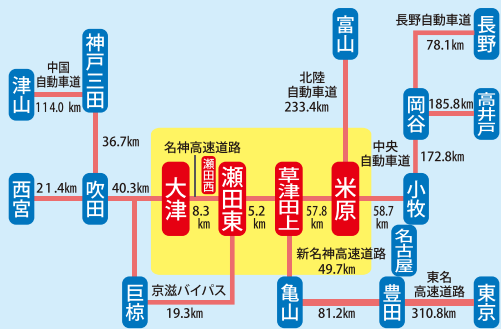 富山
長野自動車道
長野
78.1km
神戸三田
中国
自動車道
津山
114.0 km
北陸
自動車道
233.4km
岡谷
185.8km
高井戸
36.7km
名神高速道路
中央
自動車道
172.8km
西宮
21.4km
吹田
40.3km
大津
瀬田西
8.3
km
瀬田東
5.2
km
草津田上
57.8
km
米原
58.7
km
小牧
名古屋
新名神高速道路
49.7km
巨椋
京滋バイパス
19.3km
亀山
81.2km
豊田
東名
高速道路
310.8km
東京